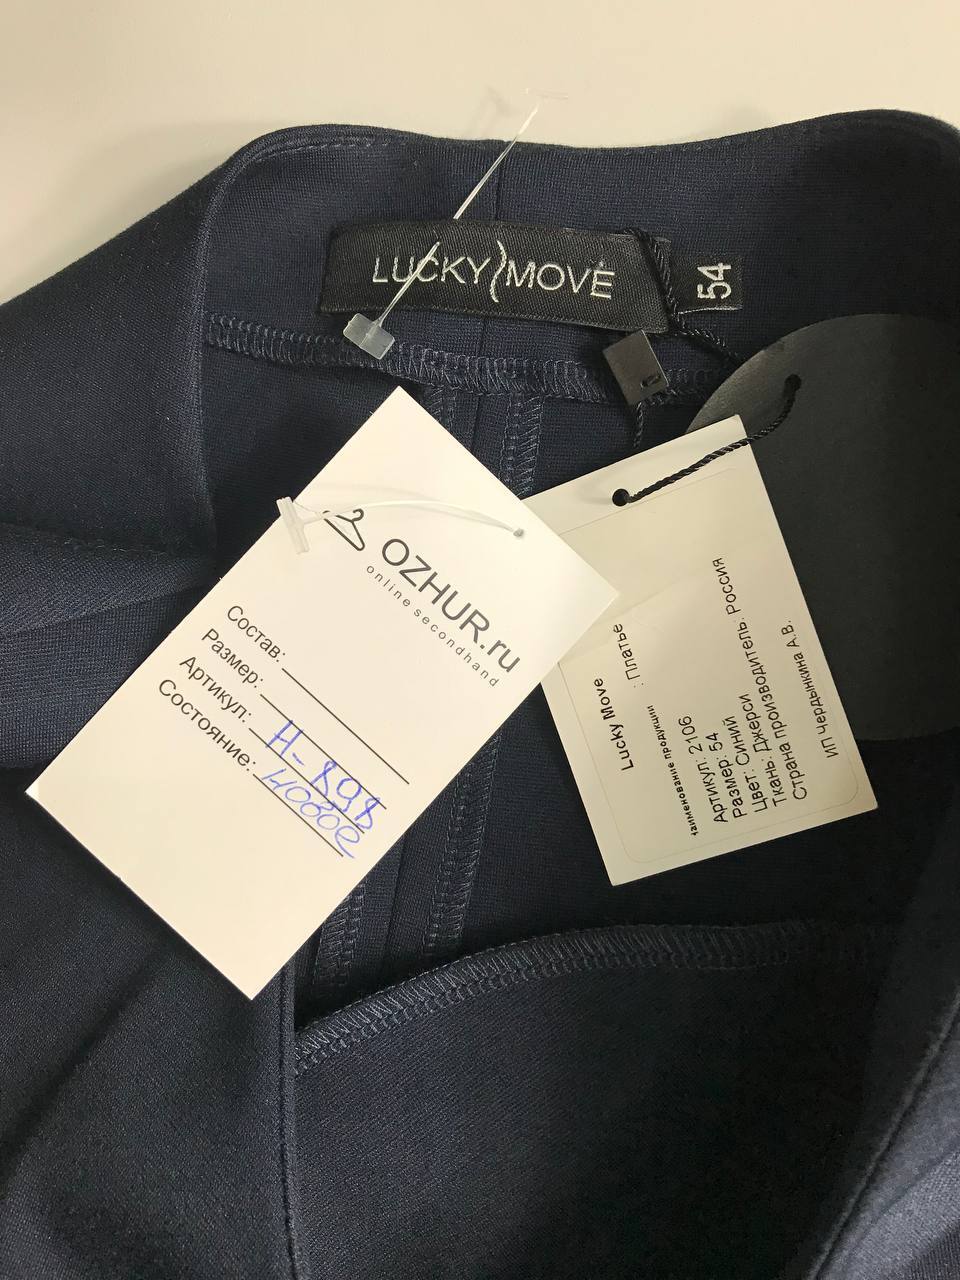 LUCKY MOVE
54
OZHUR.ru
online secondhand
Состав:
Размер:
Артикул: Н-898
Состояние: новое
Lucky Move
наименование продукции : Платье
Артикул: 2106
Размер: 54
Цвет: Синий
Ткань: Джерси
Страна производитель: Россия
ИП Чердынкина А.В.